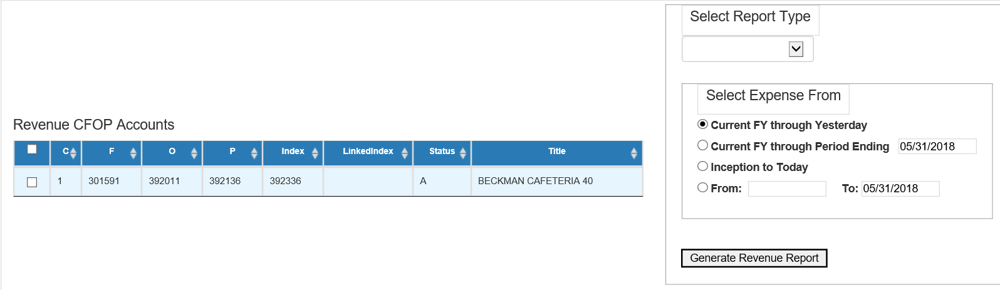 Select Report Type
Revenue CFOP Accounts
C F O P Index LinkedIndex Status Title
1 301591 392011 392136 392336 A BECKMAN CAFETERIA 40
Select Expense From
Current FY through Yesterday
Current FY through Period Ending 05/31/2018
Inception to Today
From: To: 05/31/2018
Generate Revenue Report